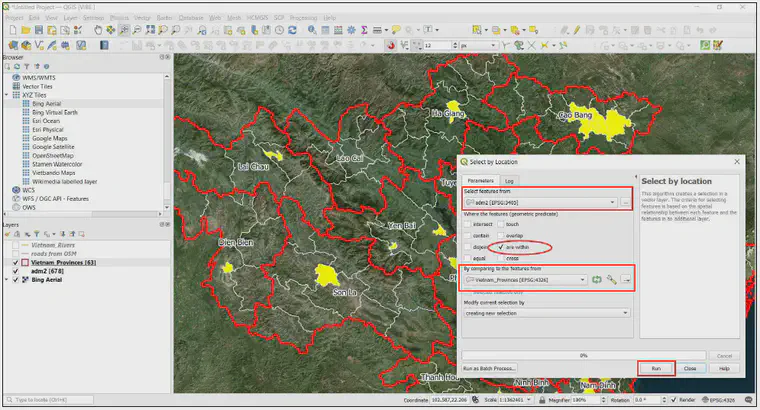 *Untitled Project — QGIS [VIBE]
Project Edit View Layer Settings Plugins Vector Raster Database Web Mesh HCMGIS SCP Processing Help
12 px
Browser
WMS/WMTS
Vector Tiles
XYZ Tiles
Bing Aerial
Bing Virtual Earth
Esri Ocean
Esri Physical
Google Maps
Google Satellite
OpenStreetMap
Stamen Watercolor
Vietbando Maps
Wikimedia labelled layer
WCS
WFS / OGC API - Features
OWS
Layers
Vietnam_Rivers
roads from OSM
Vietnam_Provinces [63]
adm2 [678]
Bing Aerial
Ha Giang
Cao Bang
Lao Cai
Lai Chau
Tuye
Yen Bai
Dien Bien
Son La
Ph
Thanh Hoa
Ninh Binh
Nam Dinh
Select by Location
Parameters Log
Select features from
adm2 [EPSG:3405]
Where the features (geometric predicate)
intersect touch
contain overlap
disjoint are within
equal cross
By comparing to the features from
Vietnam_Provinces [EPSG:4326]
Selected features only
Modify current selection by
creating new selection
0% Cancel
Run as Batch Process... Run Close Help
Select by location
This algorithm creates a selection in a vector layer. The criteria for selecting features is based on the spatial relationship between each feature and the features in an additional layer.
Type to locate (Ctrl+K)
Coordinate 102.587,22.206 Scale 1:1362401 Magnifier 100% Rotation 0.0 ° Render EPSG:4326